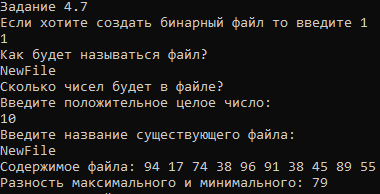 Задание 4.7
Если хотите создать бинарный файл то введите 1
1
Как будет называться файл?
NewFile
Сколько чисел будет в файле?
Введите положительное целое число:
10
Введите название существующего файла:
NewFile
Содержимое файла: 94 17 74 38 96 91 38 45 89 55
Разность максимального и минимального: 79